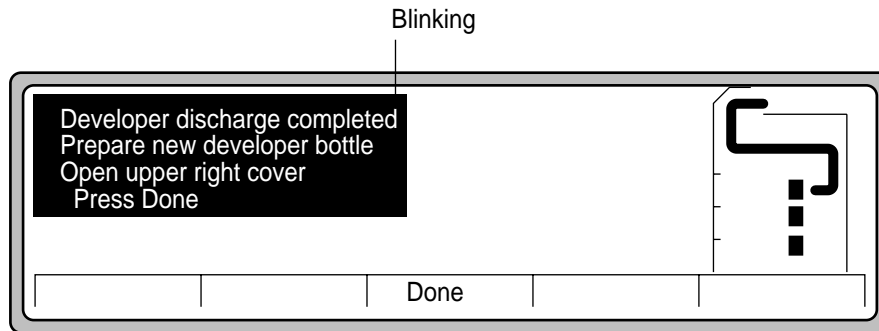 Blinking
Developer discharge completed
Prepare new developer bottle
Open upper right cover
Press Done
Done